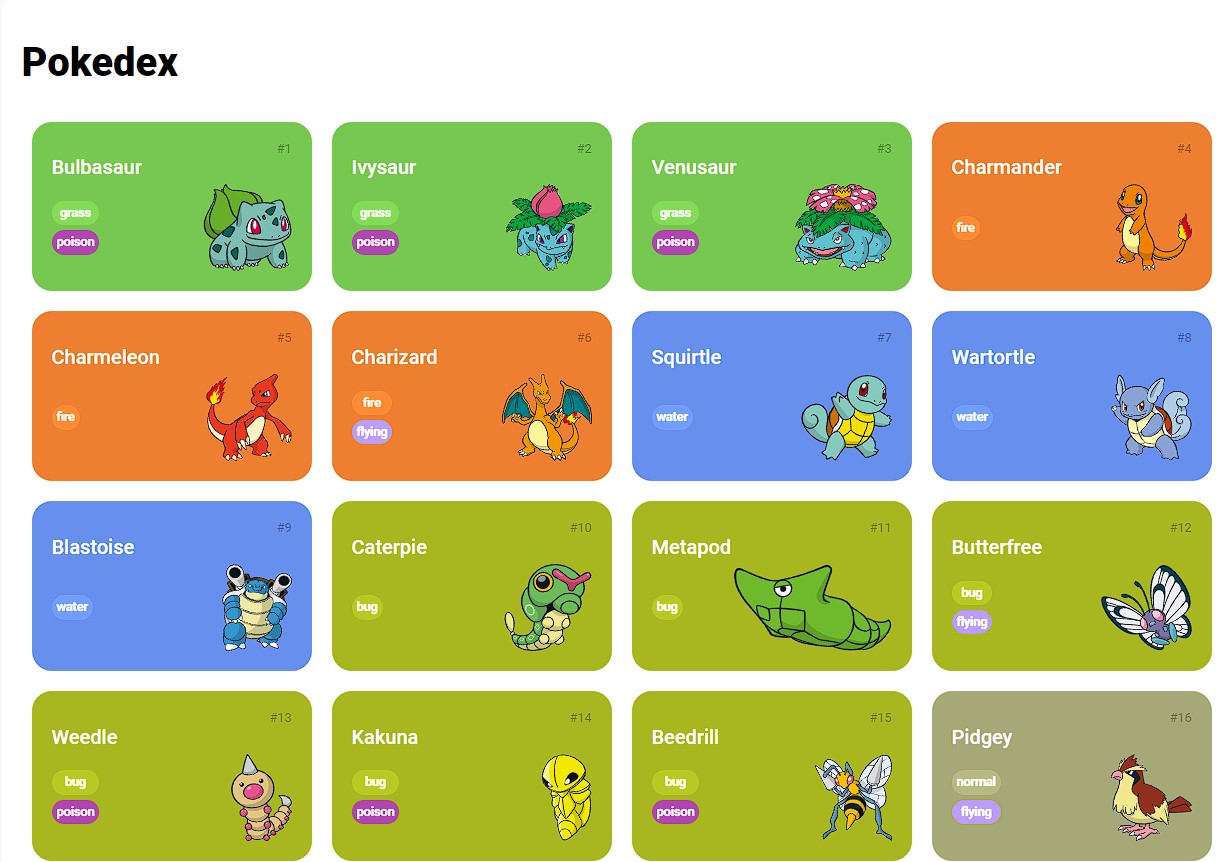 Pokedex
#1
Bulbasaur
grass
poison
#2
Ivysaur
grass
poison
#3
Venusaur
grass
poison
#4
Charmander
fire
#5
Charmeleon
fire
#6
Charizard
fire
flying
#7
Squirtle
water
#8
Wartortle
water
#9
Blastoise
water
#10
Caterpie
bug
#11
Metapod
bug
#12
Butterfree
bug
flying
#13
Weedle
bug
poison
#14
Kakuna
bug
poison
#15
Beedrill
bug
poison
#16
Pidgey
normal
flying